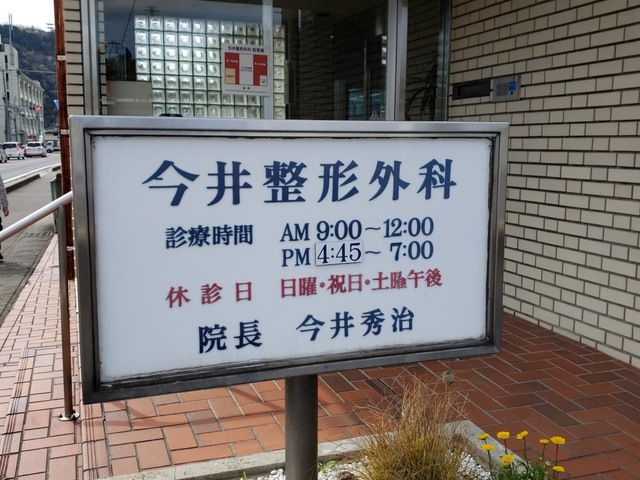 今井整形外科
診療時間 AM 9:00～12:00
PM 4:45～ 7:00
休診日 日曜・祝日・土曜午後
院長 今井秀治